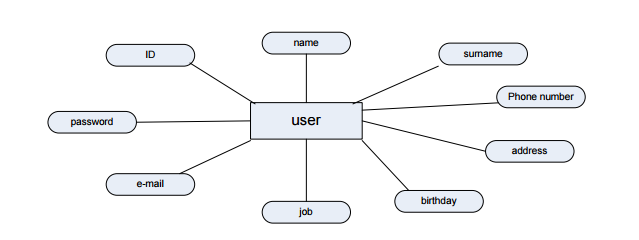 name
ID
surname
Phone number
password
user
address
e-mail
birthday
job